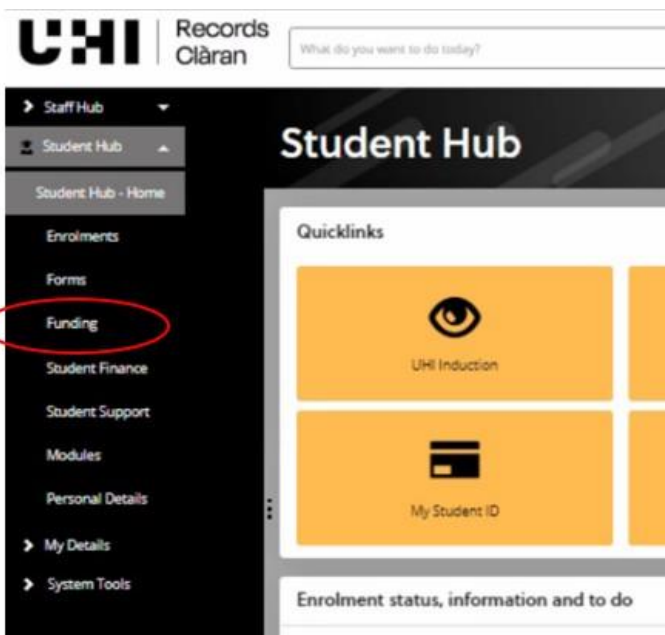 UHI
Records
Clàran
What do you want to do today?
Staff Hub
Student Hub
Student Hub - Home
Enrolments
Forms
Funding
Student Finance
Student Support
Modules
Personal Details
My Details
System Tools
Student Hub
Quicklinks
UHI Induction
My Student ID
Enrolment status, information and to do